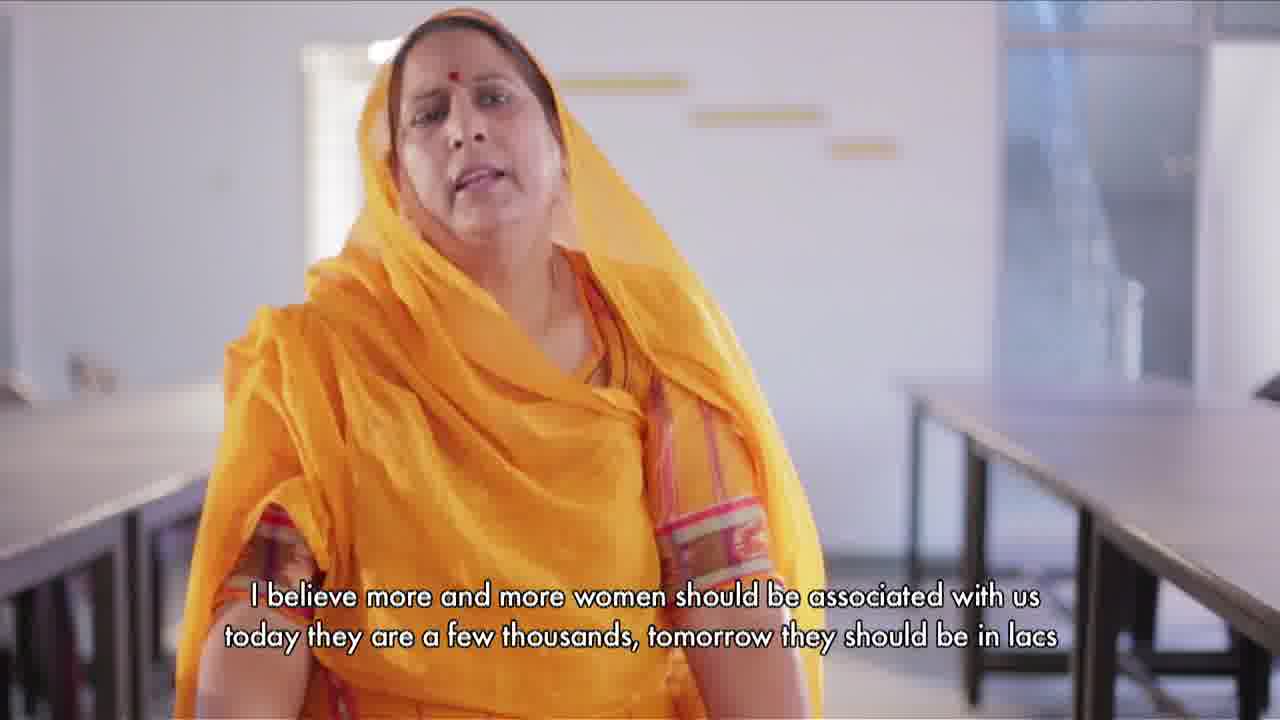 I believe more and more women should be associated with us
today they are a few thousands, tomorrow they should be in lacs